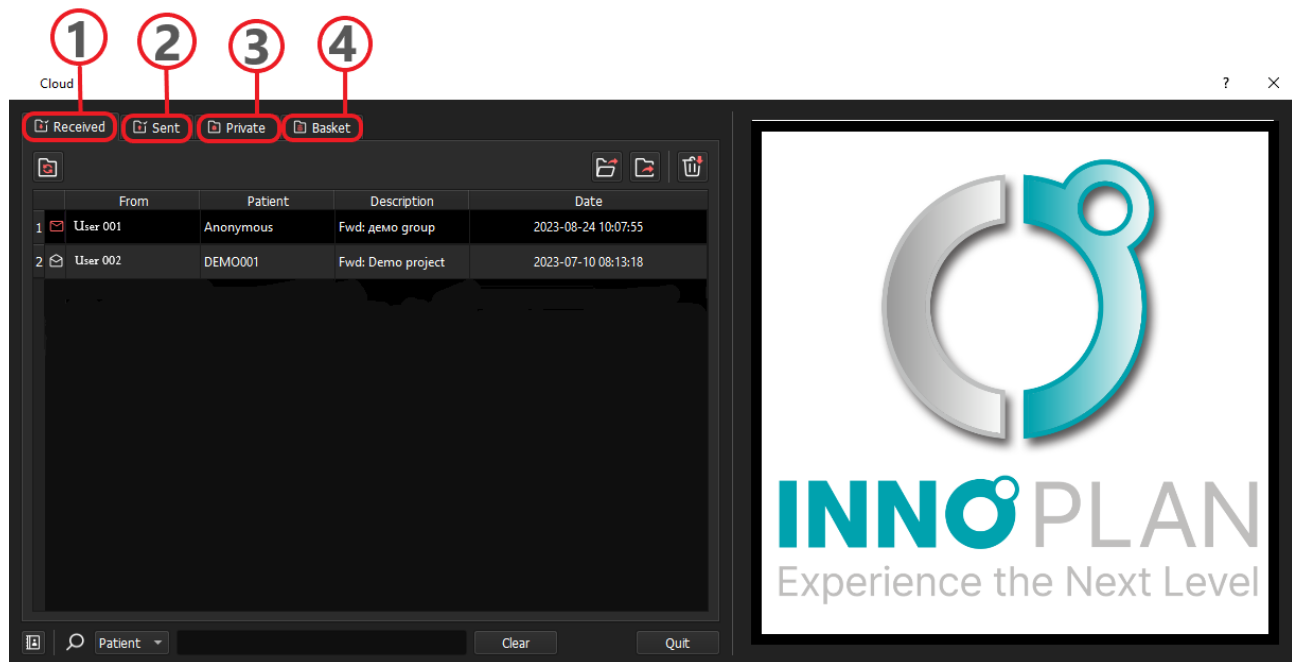 1 2 3 4
Cloud ? ×
Received Sent Private Basket
From Patient Description Date
1 User 001 Anonymous Fwd: демо group 2023-08-24 10:07:55
2 User 002 DEMO001 Fwd: Demo project 2023-07-10 08:13:18
Patient Clear Quit
INNOPLAN
Experience the Next Level